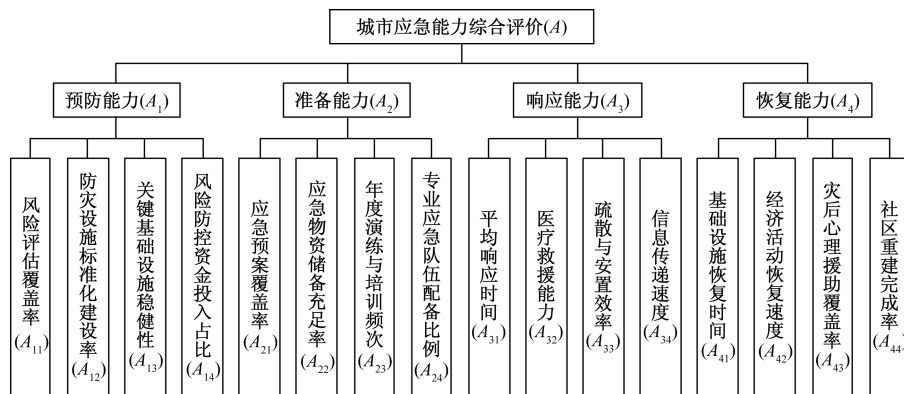 城市应急能力综合评价(A)
预防能力(A₁)
准备能力(A₂)
响应能力(A₃)
恢复能力(A₄)
风险评估覆盖率(A₁₁)
防灾设施标准化建设率(A₁₂)
关键基础设施稳健性(A₁₃)
风险防控资金投入占比(A₁₄)
应急预案覆盖率(A₂₁)
应急物资储备充足率(A₂₂)
年度演练与培训频次(A₂₃)
专业应急队伍配备比例(A₂₄)
平均响应时间(A₃₁)
医疗救援能力(A₃₂)
疏散与安置效率(A₃₃)
信息传递速度(A₃₄)
基础设施恢复时间(A₄₁)
经济活动恢复速度(A₄₂)
灾后心理援助覆盖率(A₄₃)
社区重建完成率(A₄₄)